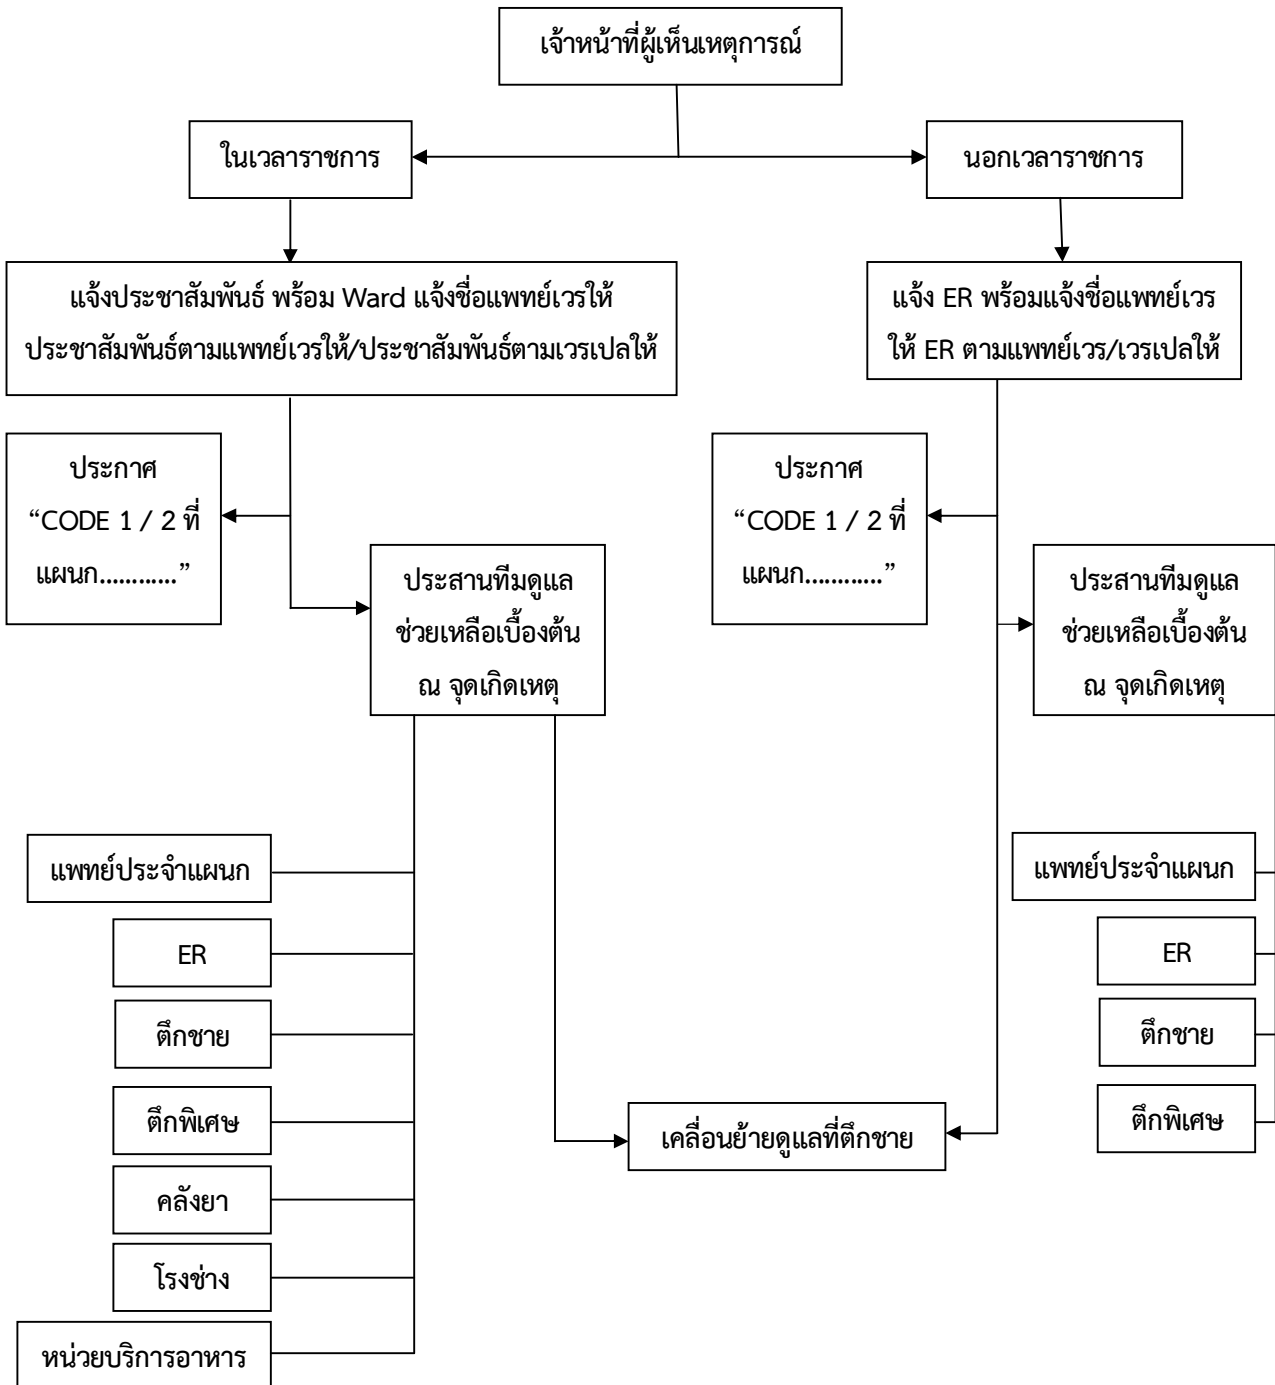 เจ้าหน้าที่ผู้เห็นเหตุการณ์
ในเวลาราชการ
นอกเวลาราชการ
แจ้งประชาสัมพันธ์ พร้อม Ward แจ้งชื่อแพทย์เวรให้
ประชาสัมพันธ์ตามแพทย์เวรให้/ประชาสัมพันธ์ตามเวรเปลให้
แจ้ง ER พร้อมแจ้งชื่อแพทย์เวร
ให้ ER ตามแพทย์เวร/เวรเปลให้
ประกาศ
“CODE 1 / 2 ที่
แผนก............”
ประสานทีมดูแล
ช่วยเหลือเบื้องต้น
ณ จุดเกิดเหตุ
ประกาศ
“CODE 1 / 2 ที่
แผนก............”
ประสานทีมดูแล
ช่วยเหลือเบื้องต้น
ณ จุดเกิดเหตุ
แพทย์ประจำแผนก
ER
ตึกชาย
ตึกพิเศษ
คลังยา
โรงช่าง
หน่วยบริการอาหาร
เคลื่อนย้ายดูแลที่ตึกชาย
แพทย์ประจำแผนก
ER
ตึกชาย
ตึกพิเศษ